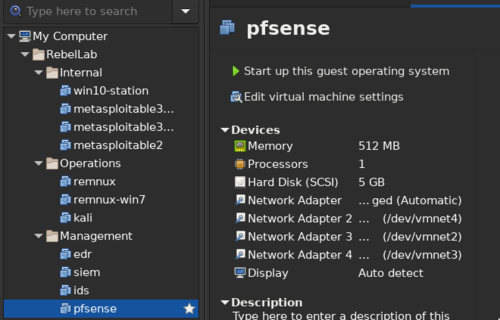 Type here to search
My Computer
RebelLab
Internal
win10-station
metasploitable3...
metasploitable3...
metasploitable2
Operations
remnux
remnux-win7
kali
Management
edr
siem
ids
pfsense
pfsense
Start up this guest operating system
Edit virtual machine settings
Devices
Memory 512 MB
Processors 1
Hard Disk (SCSI) 5 GB
Network Adapter ...ged (Automatic)
Network Adapter 2 ... (/dev/vmnet4)
Network Adapter 3 ... (/dev/vmnet2)
Network Adapter 4 ... (/dev/vmnet3)
Display Auto detect
Description
Type here to enter a description of this